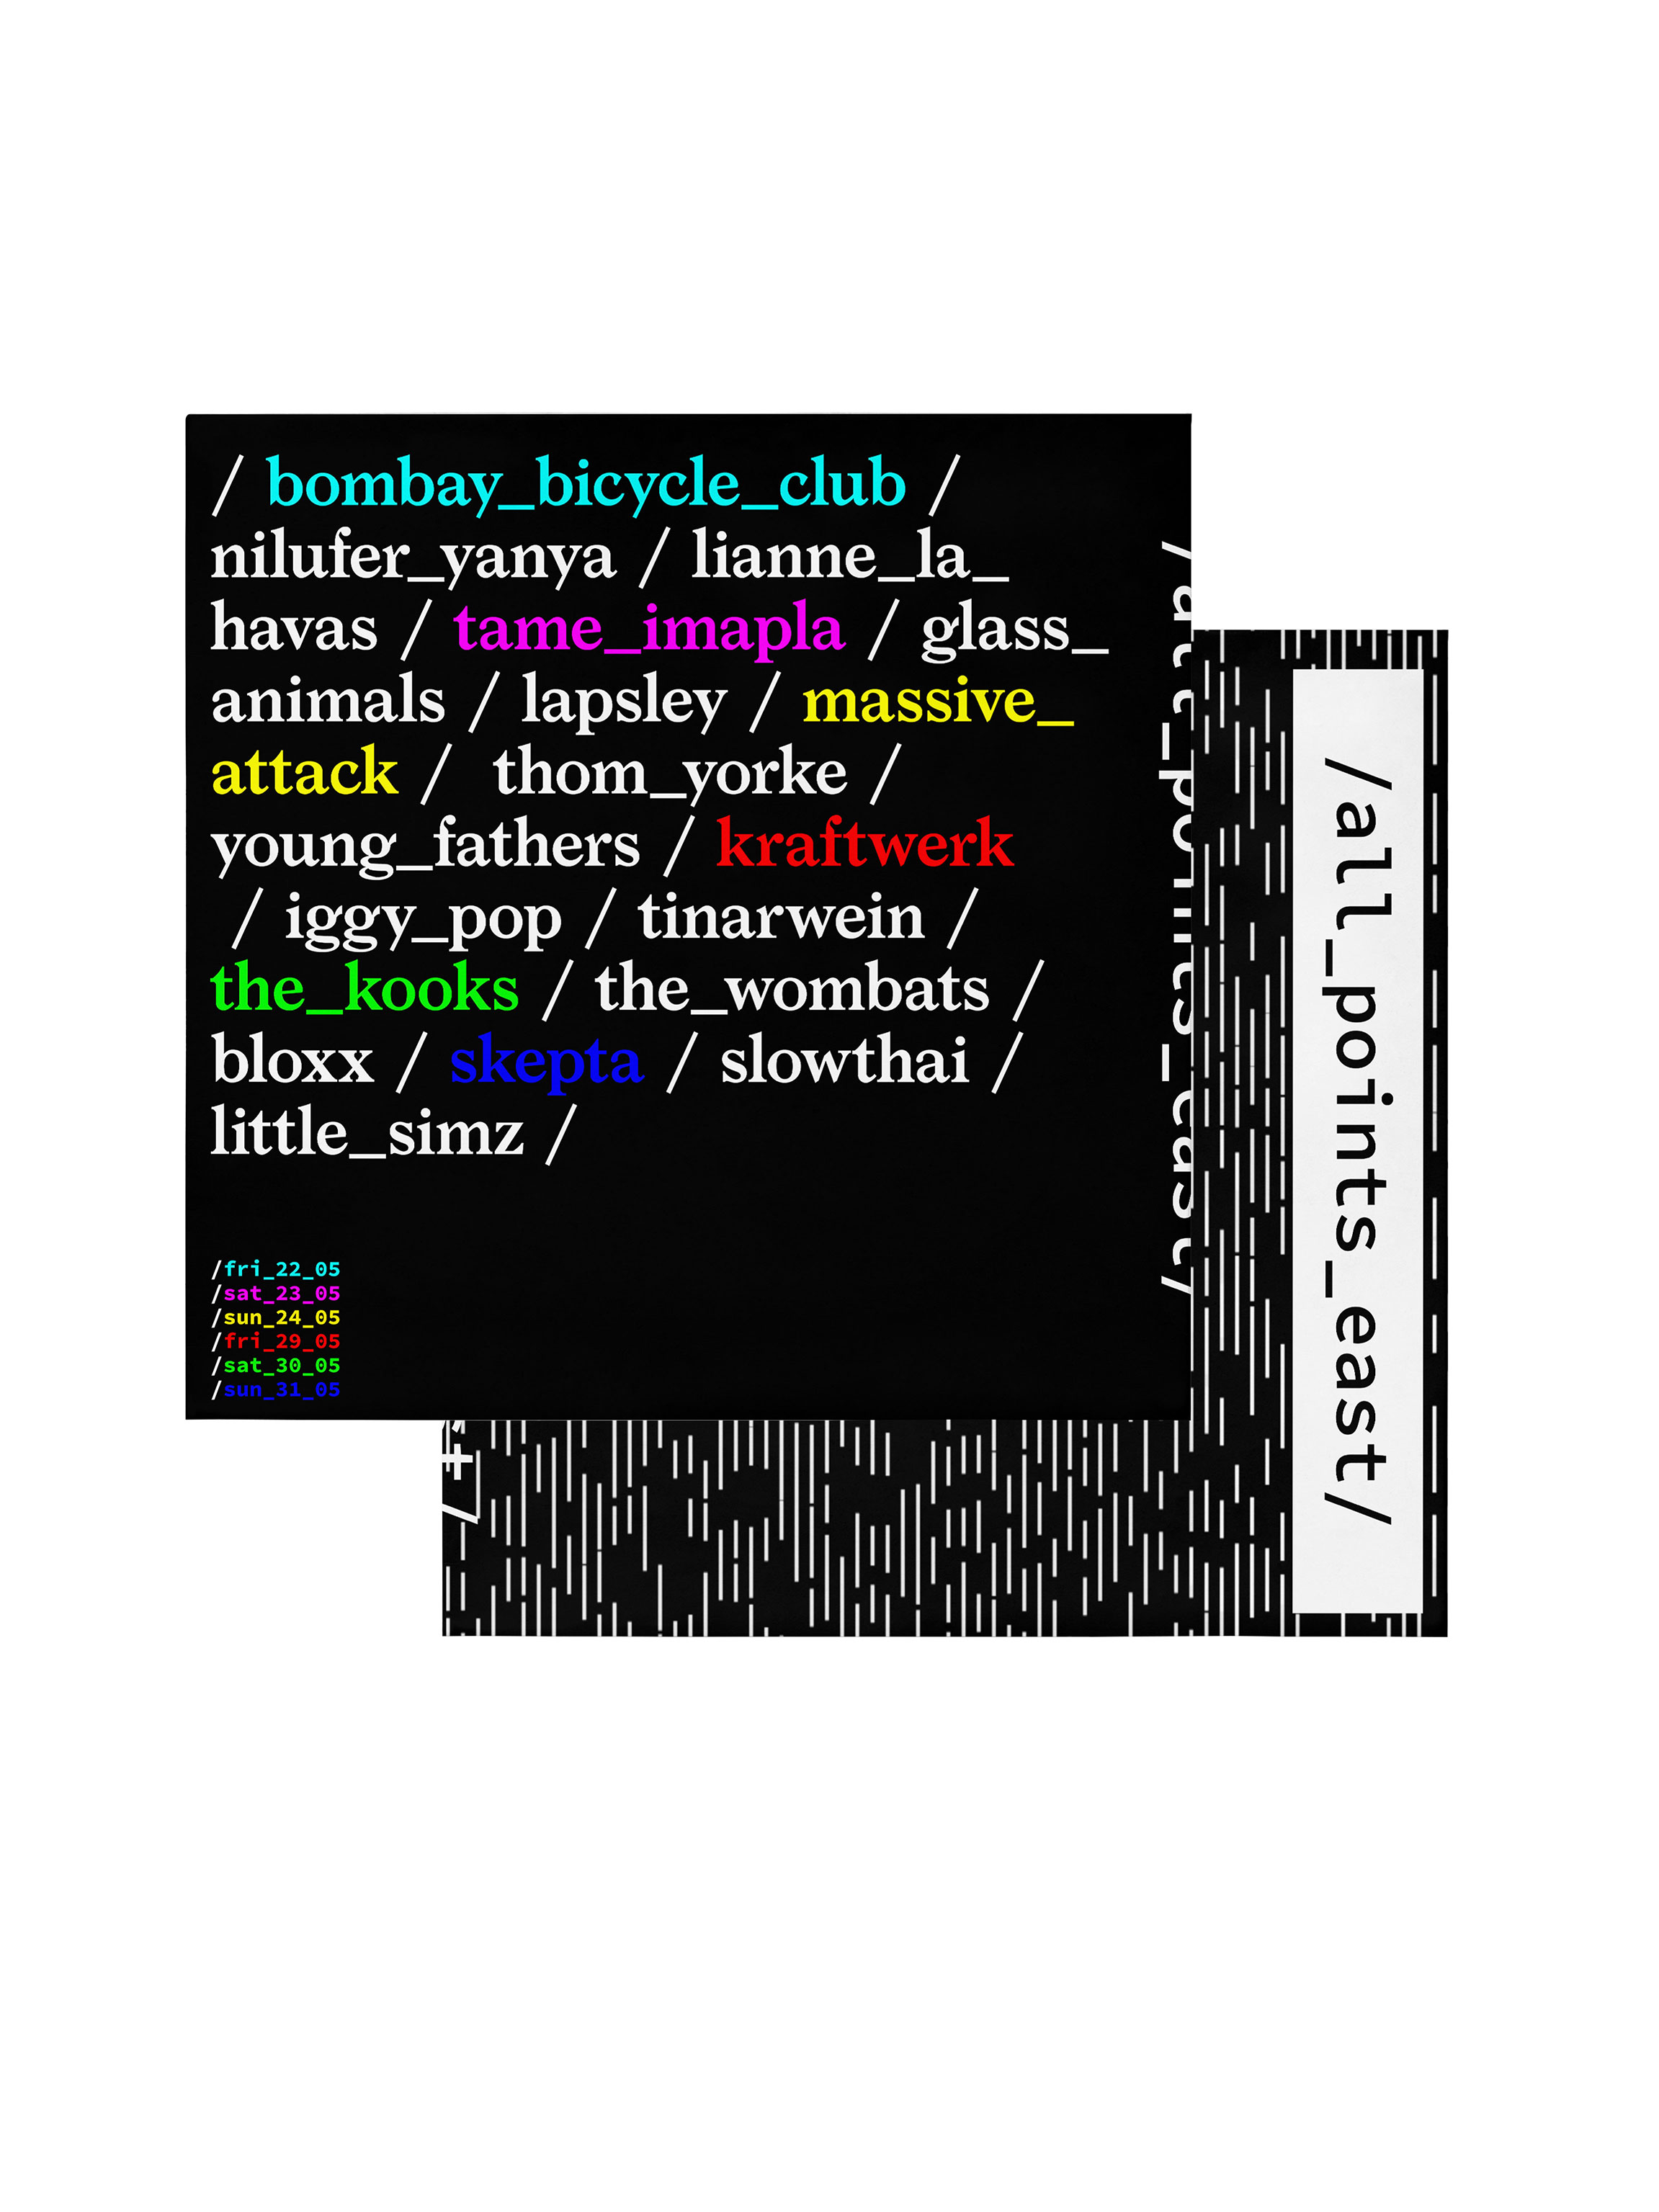 / bombay_bicycle_club /
nilufer_yanya / lianne_la_
havas / tame_imapla / glass_
animals / lapsley / massive_
attack / thom_yorke /
young_fathers / kraftwerk
/ iggy_pop / tinarwein /
the_kooks / the_wombats /
bloxx / skepta / slowthai /
little_simz /
/fri_22_05
/sat_23_05
/sun_24_05
/fri_29_05
/sat_30_05
/sun_31_05
/all_points_east/
/all_points_east/